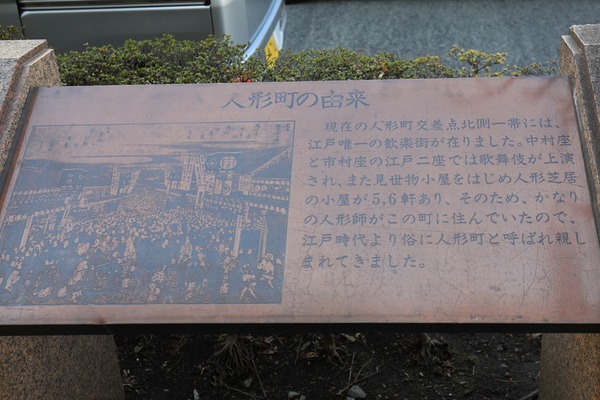 人形町の由来
現在の人形町交差点北側一帯には、
江戸唯一の歓楽街が在りました。中村座
と市村座の江戸二座では歌舞伎が上演
され、また見世物小屋をはじめ人形芝居
の小屋が5,6軒あり、そのため、かなり
の人形師がこの町に住んでいたので、
江戸時代より俗に人形町と呼ばれ親し
まれてきました。